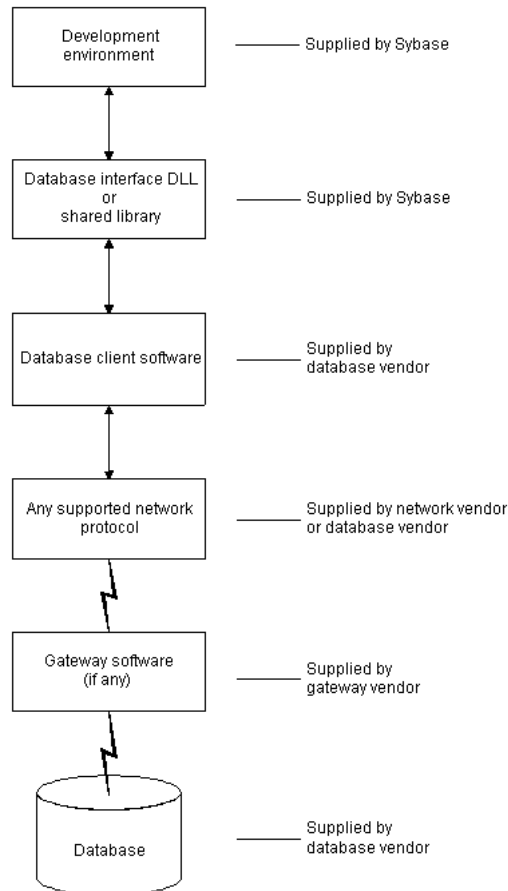 Development
environment
Supplied by Sybase
Database interface DLL
or
shared library
Supplied by Sybase
Database client software
Supplied by
database vendor
Any supported network
protocol
Supplied by network vendor
or database vendor
Gateway software
(if any)
Supplied by
gateway vendor
Database
Supplied by
database vendor